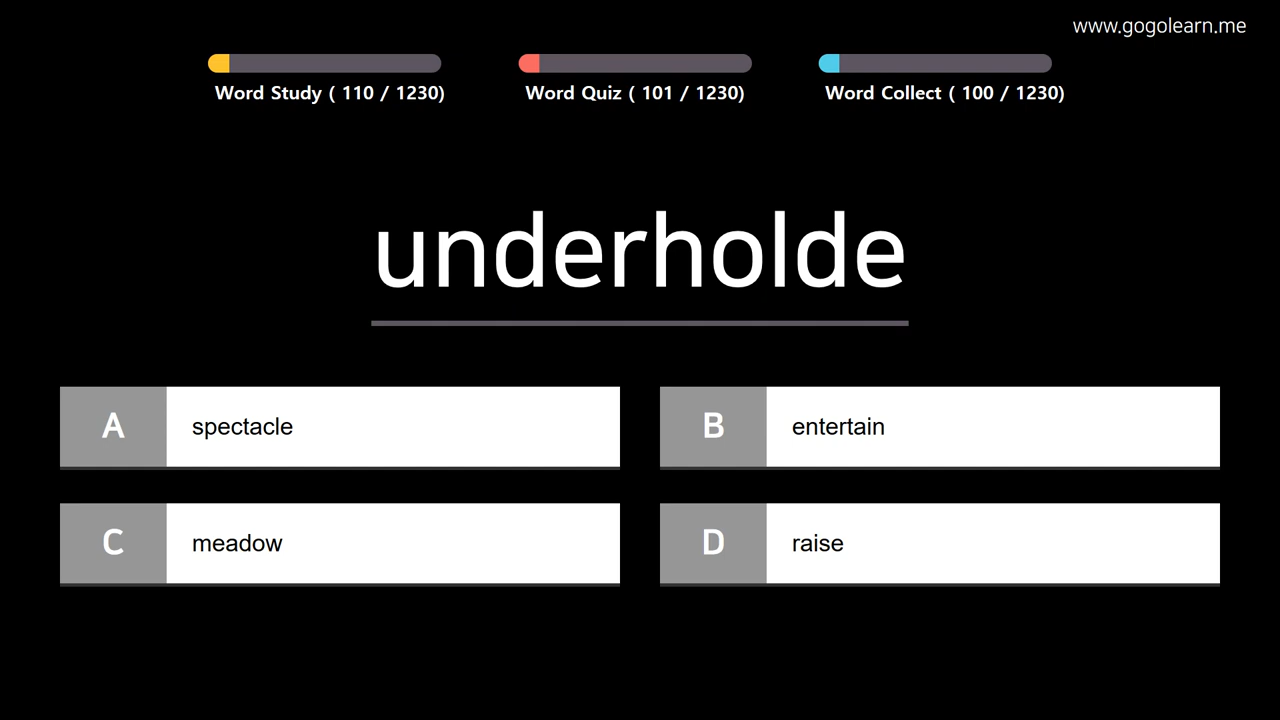 www.gogolearn.me
Word Study ( 110 / 1230)
Word Quiz ( 101 / 1230)
Word Collect ( 100 / 1230)
underholde
A spectacle
B entertain
C meadow
D raise